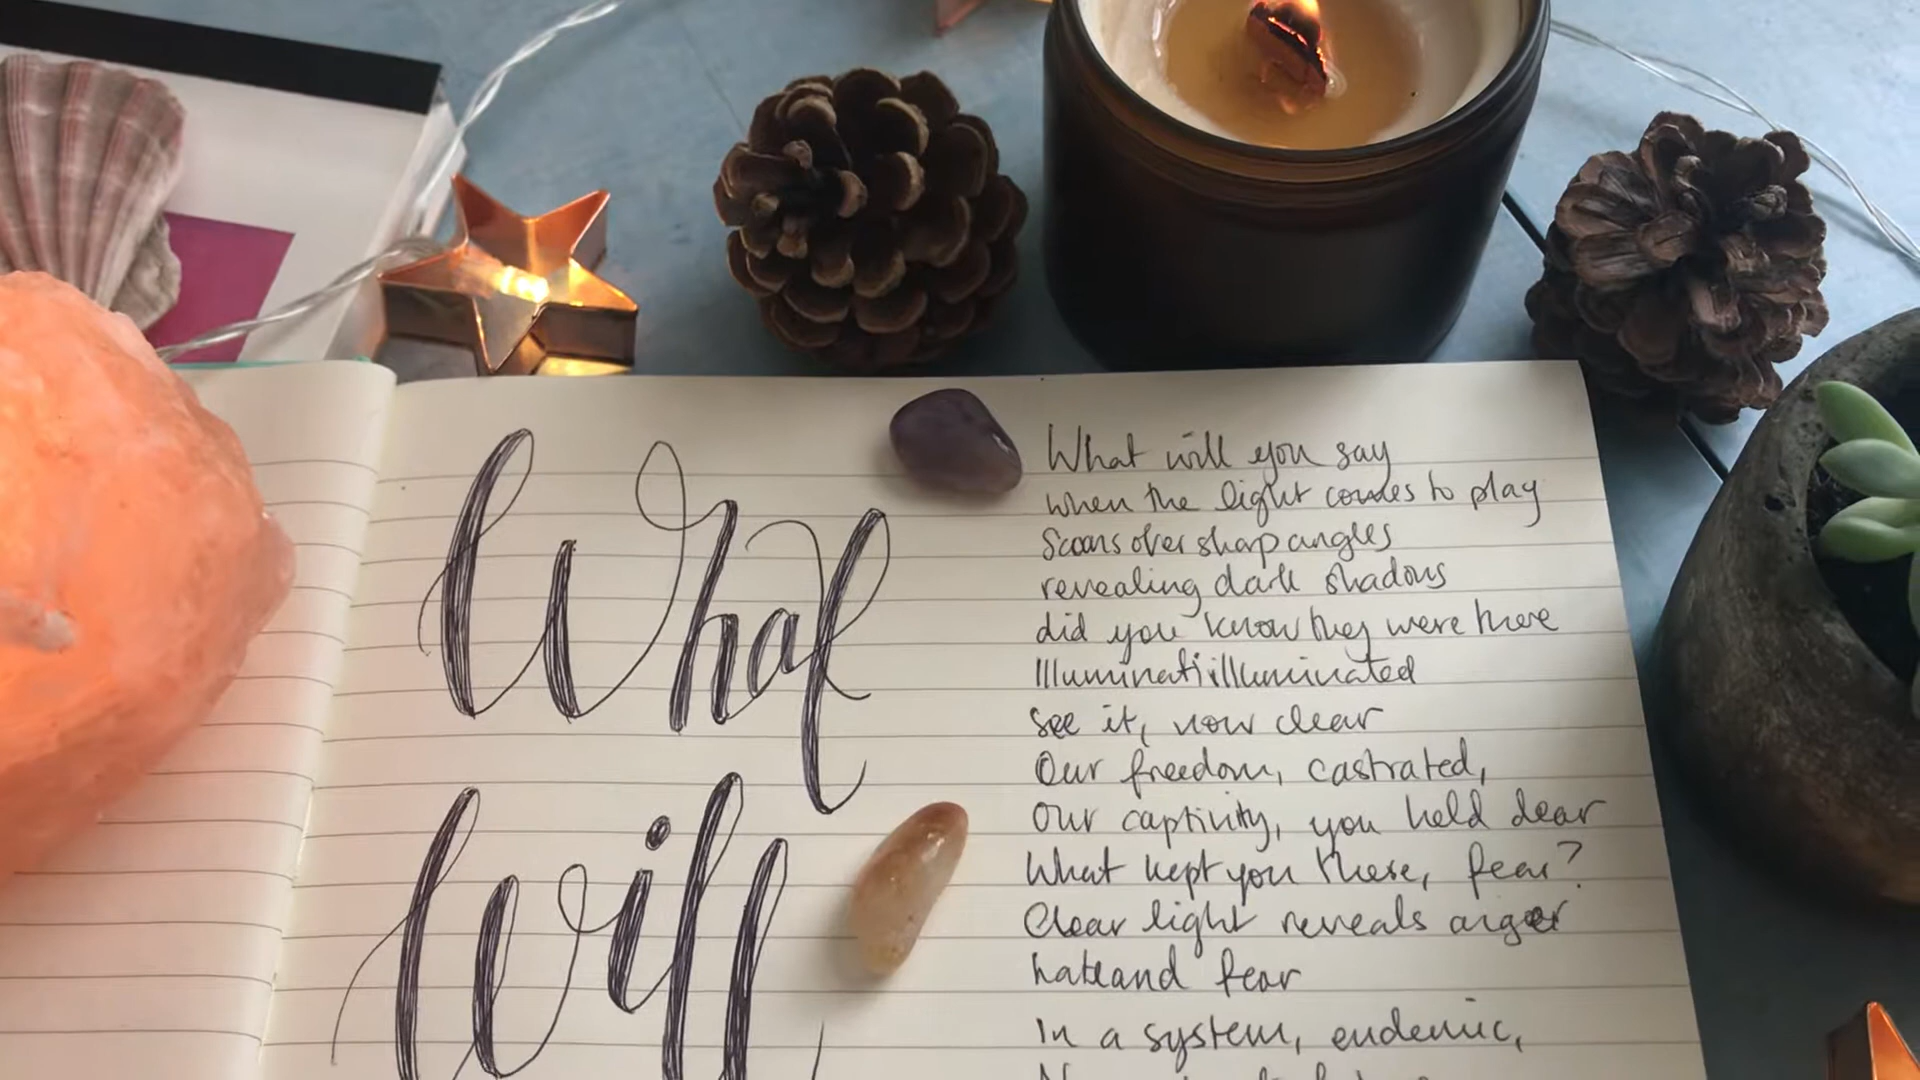 What
Will
What will you say
when the light comes to play
Scans over sharp angles
revealing dark shadows
did you know they were there
Illuminati illuminated
See it, now clear
Our freedom, castrated,
Our captivity, you held dear
What kept you there, fear?
Clear light reveals anger
hate and fear
In a system, endemic,